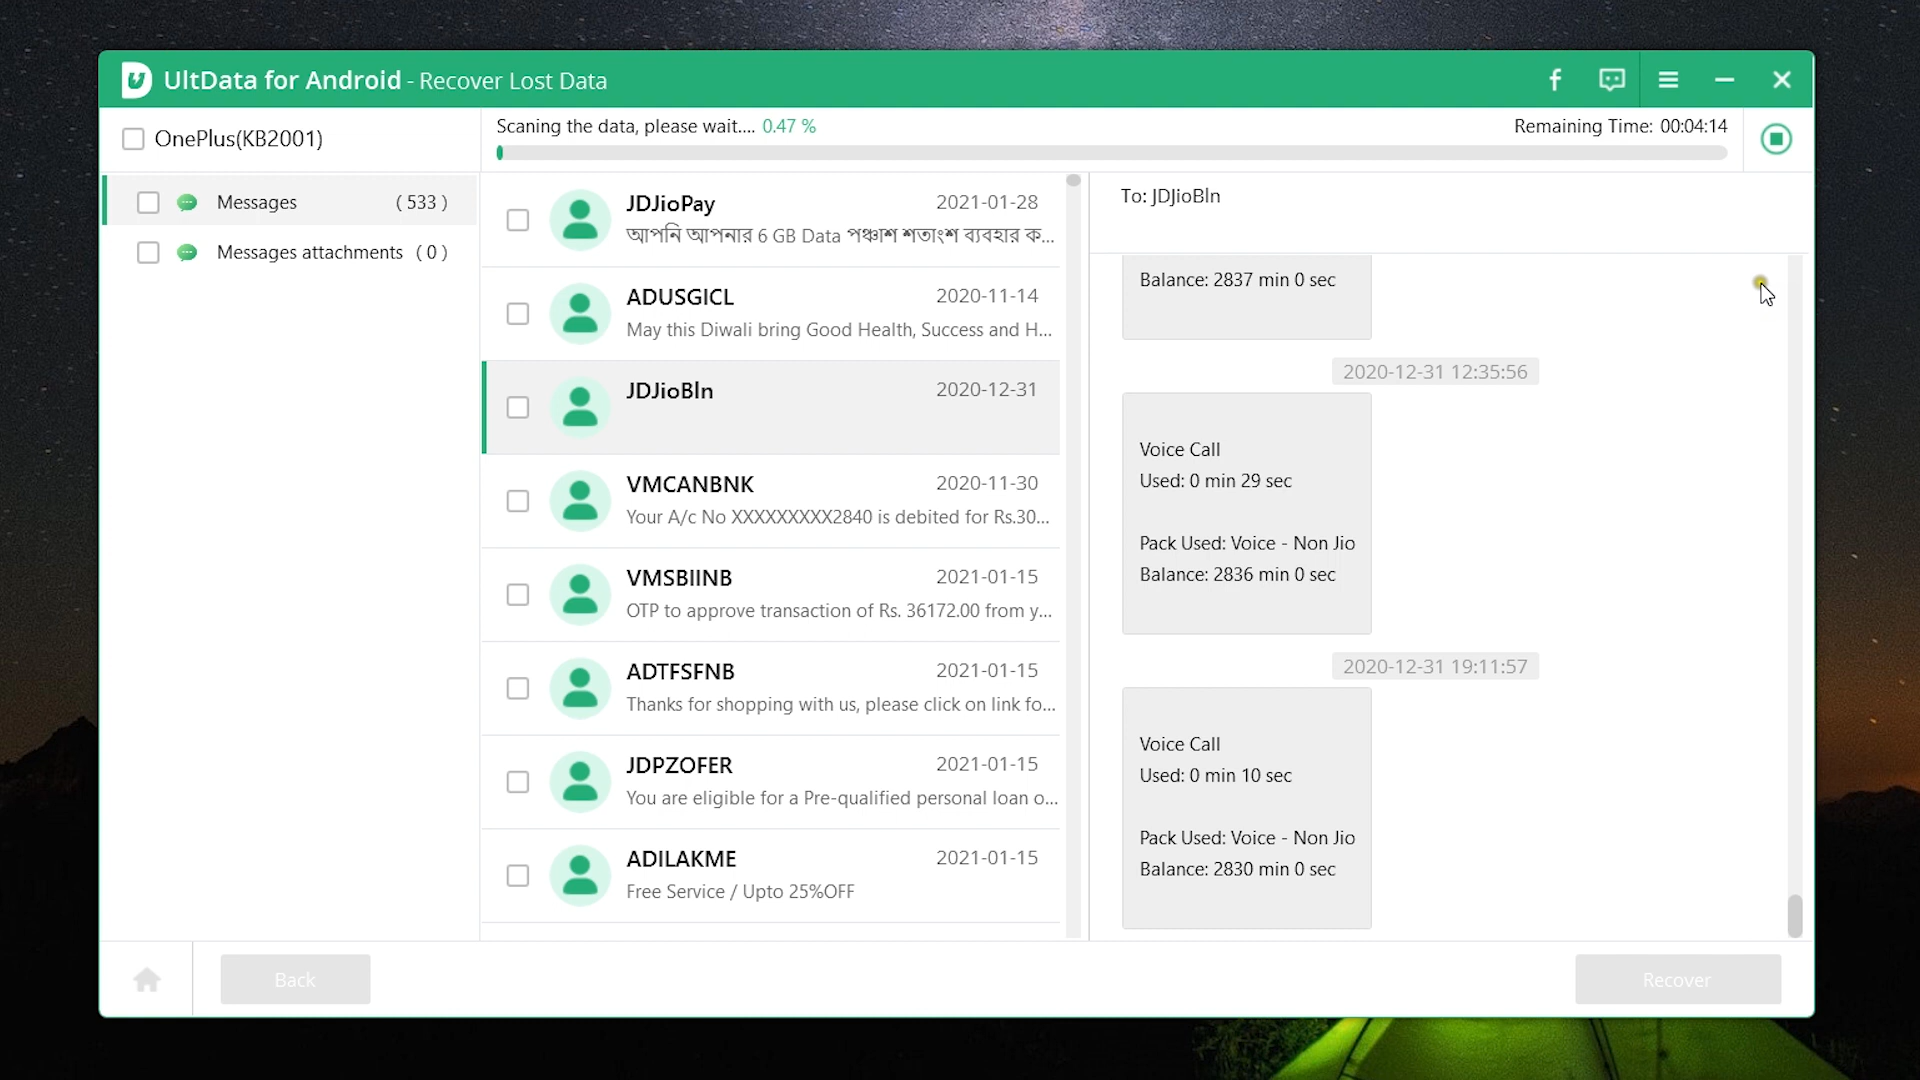 UltData for Android - Recover Lost Data
OnePlus(KB2001)
Scaning the data, please wait.... 0.47 %
Remaining Time: 00:04:14
Messages ( 533 )
Messages attachments ( 0 )
JDJioPay 2021-01-28
আপনি আপনার 6 GB Data পঞ্চাশ শতাংশ ব্যবহার ক...
ADUSGICL 2020-11-14
May this Diwali bring Good Health, Success and H...
JDJioBln 2020-12-31
VMCANBNK 2020-11-30
Your A/c No XXXXXXXXX2840 is debited for Rs.30...
VMSBIINB 2021-01-15
OTP to approve transaction of Rs. 36172.00 from y...
ADTFSFNB 2021-01-15
Thanks for shopping with us, please click on link fo...
JDPZOFER 2021-01-15
You are eligible for a Pre-qualified personal loan o...
ADILAKME 2021-01-15
Free Service / Upto 25%OFF
To: JDJioBln
Balance: 2837 min 0 sec
2020-12-31 12:35:56
Voice Call
Used: 0 min 29 sec
Pack Used: Voice - Non Jio
Balance: 2836 min 0 sec
2020-12-31 19:11:57
Voice Call
Used: 0 min 10 sec
Pack Used: Voice - Non Jio
Balance: 2830 min 0 sec
Back
Recover